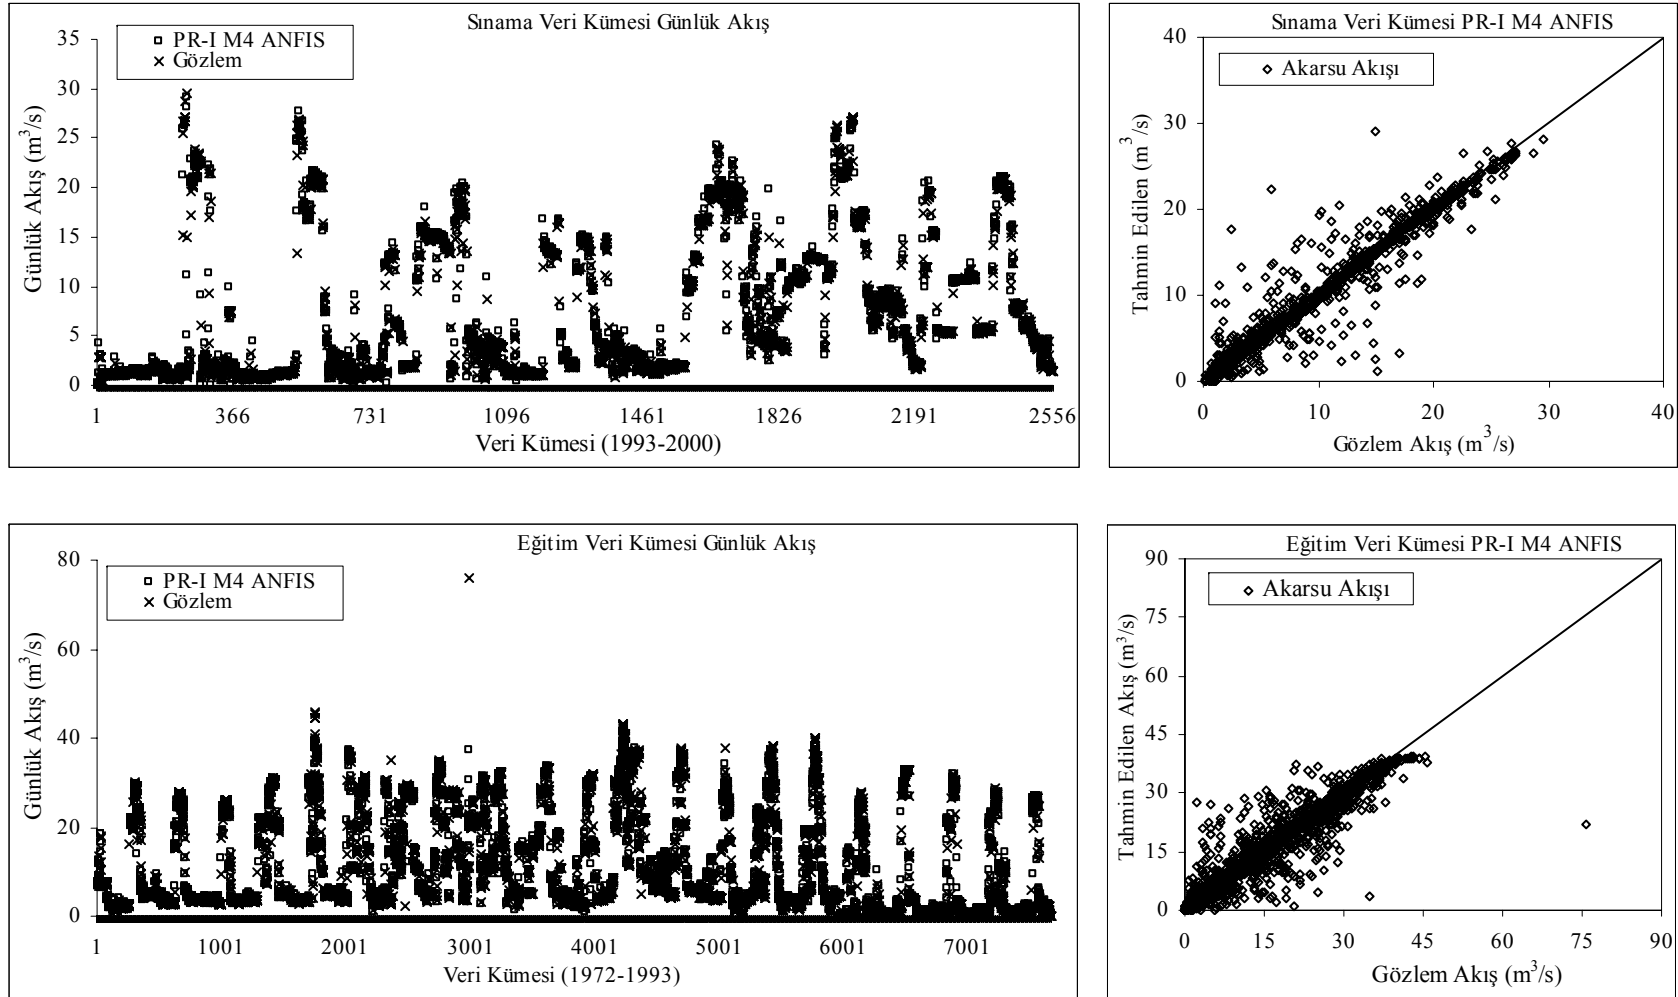 Sınama Veri Kümesi Günlük Akış
PR-I M4 ANFIS
Gözlem
Günlük Akış (m³/s)
35
30
25
20
15
10
5
0
1 366 731 1096 1461 1826 2191 2556
Veri Kümesi (1993-2000)
Sınama Veri Kümesi PR-I M4 ANFIS
Akarsu Akışı
Tahmin Edilen (m³/s)
40
30
20
10
0
0 10 20 30 40
Gözlem Akış (m³/s)
Eğitim Veri Kümesi Günlük Akış
PR-I M4 ANFIS
Gözlem
Günlük Akış (m³/s)
80
60
40
20
0
1 1001 2001 3001 4001 5001 6001 7001
Veri Kümesi (1972-1993)
Eğitim Veri Kümesi PR-I M4 ANFIS
Akarsu Akışı
Tahmin Edilen Akış (m³/s)
90
75
60
45
30
15
0
0 15 30 45 60 75 90
Gözlem Akış (m³/s)